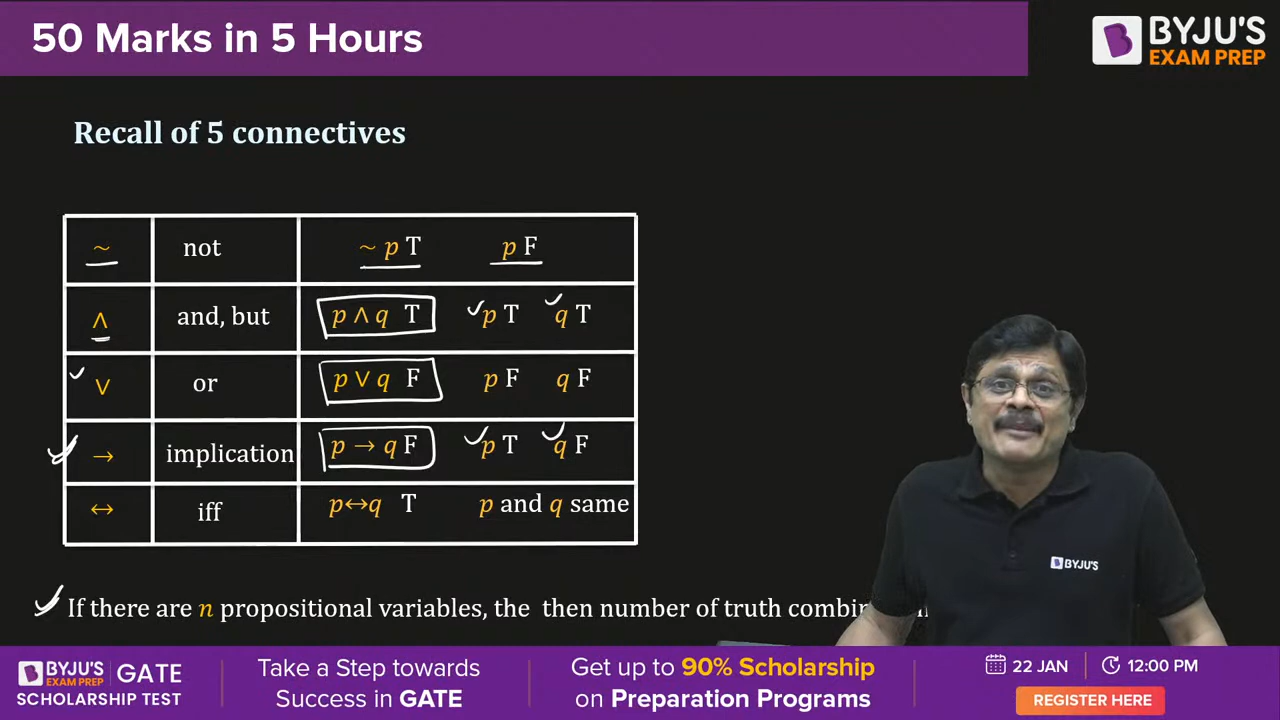 50 Marks in 5 Hours
BYJU'S
EXAM PREP
Recall of 5 connectives
~ not ~ p T p F
∧ and, but p ∧ q T p T q T
∨ or p ∨ q F p F q F
→ implication p → q F p T q F
↔ iff p↔q T p and q same
BYJU'S
If there are n propositional variables, the then number of truth
BYJU'S EXAM PREP GATE
SCHOLARSHIP TEST
Take a Step towards
Success in GATE
Get up to 90% Scholarship
on Preparation Programs
22 JAN 12:00 PM
REGISTER HERE